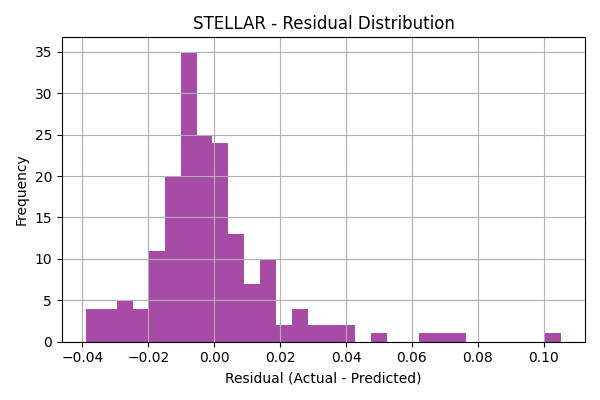 STELLAR - Residual Distribution
Frequency
35
30
25
20
15
10
5
0
−0.04 −0.02 0.00 0.02 0.04 0.06 0.08 0.10
Residual (Actual - Predicted)